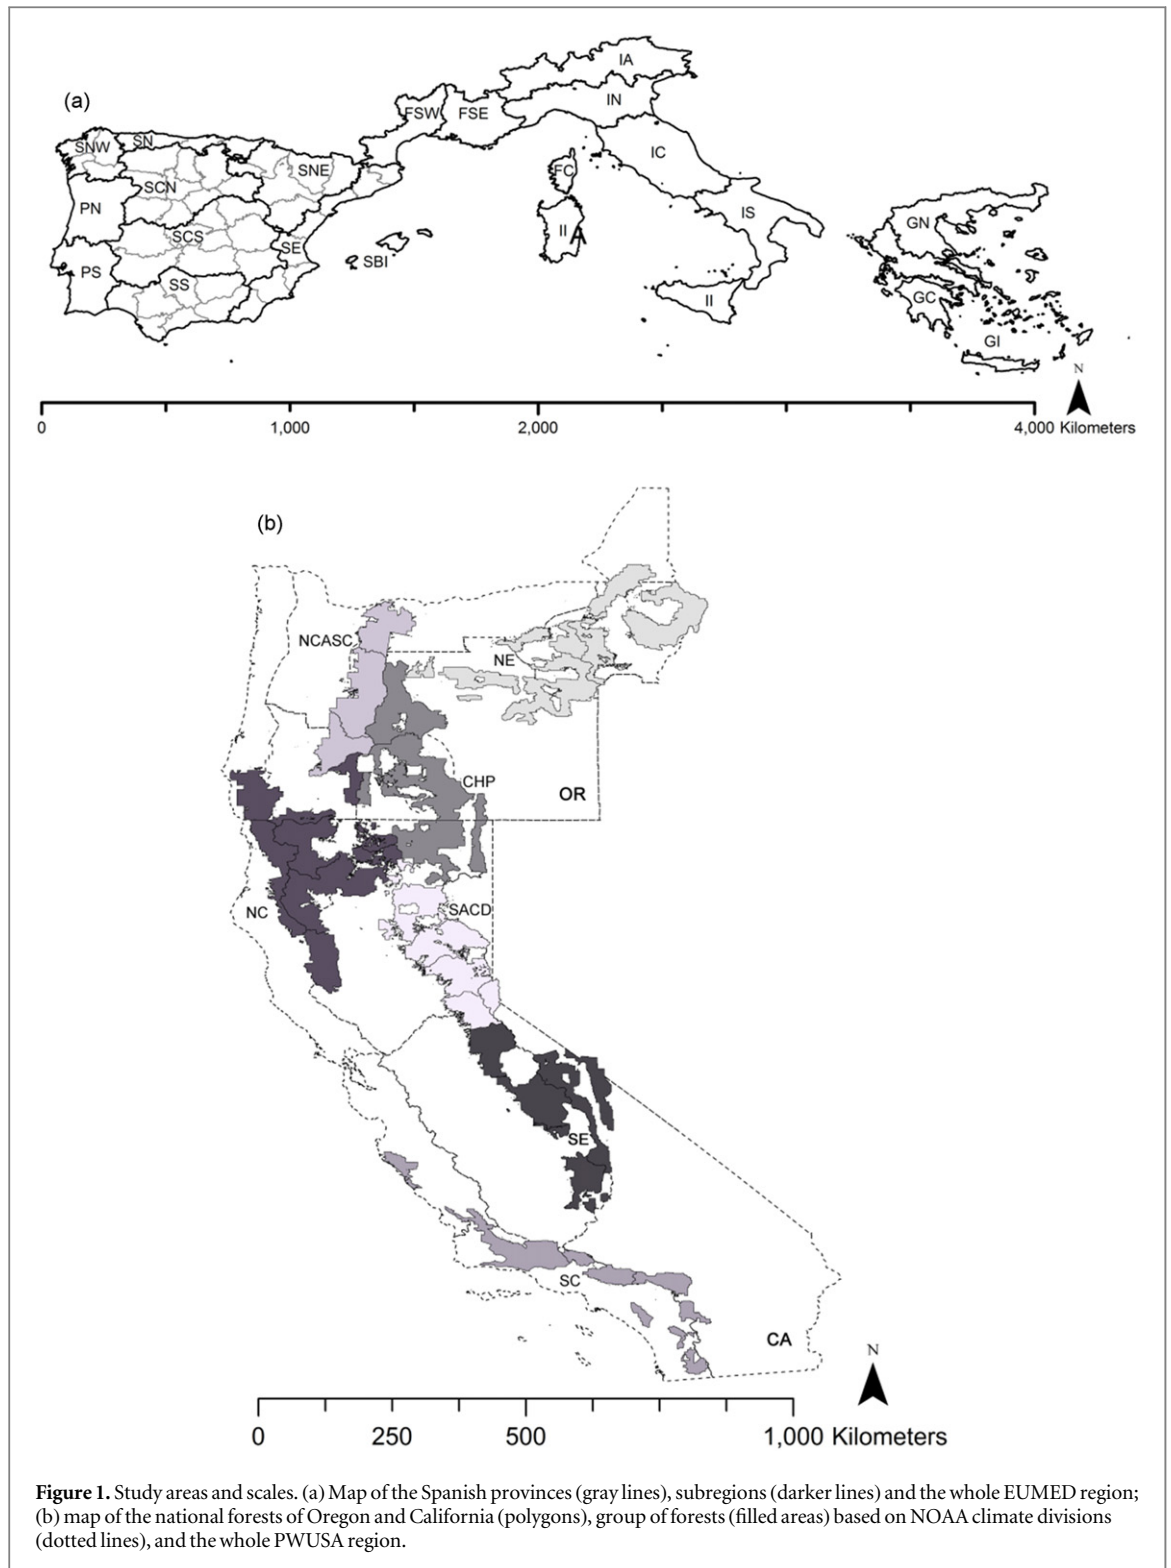 (a)
IA
IN
FSW
FSE
SNW
SN
IC
SNE
FC
SCN
PN
IS
GN
II
A
SCS
SE
SBI
PS
SS
II
GC
GI
N
0
1,000
2,000
4,000 Kilometers
(b)
NCASC
NE
CHP
OR
NC
SACD
SE
SC
CA
N
0
250
500
1,000 Kilometers
Figure 1. Study areas and scales. (a) Map of the Spanish provinces (gray lines), subregions (darker lines) and the whole EUMED region;
(b) map of the national forests of Oregon and California (polygons), group of forests (filled areas) based on NOAA climate divisions
(dotted lines), and the whole PWUSA region.